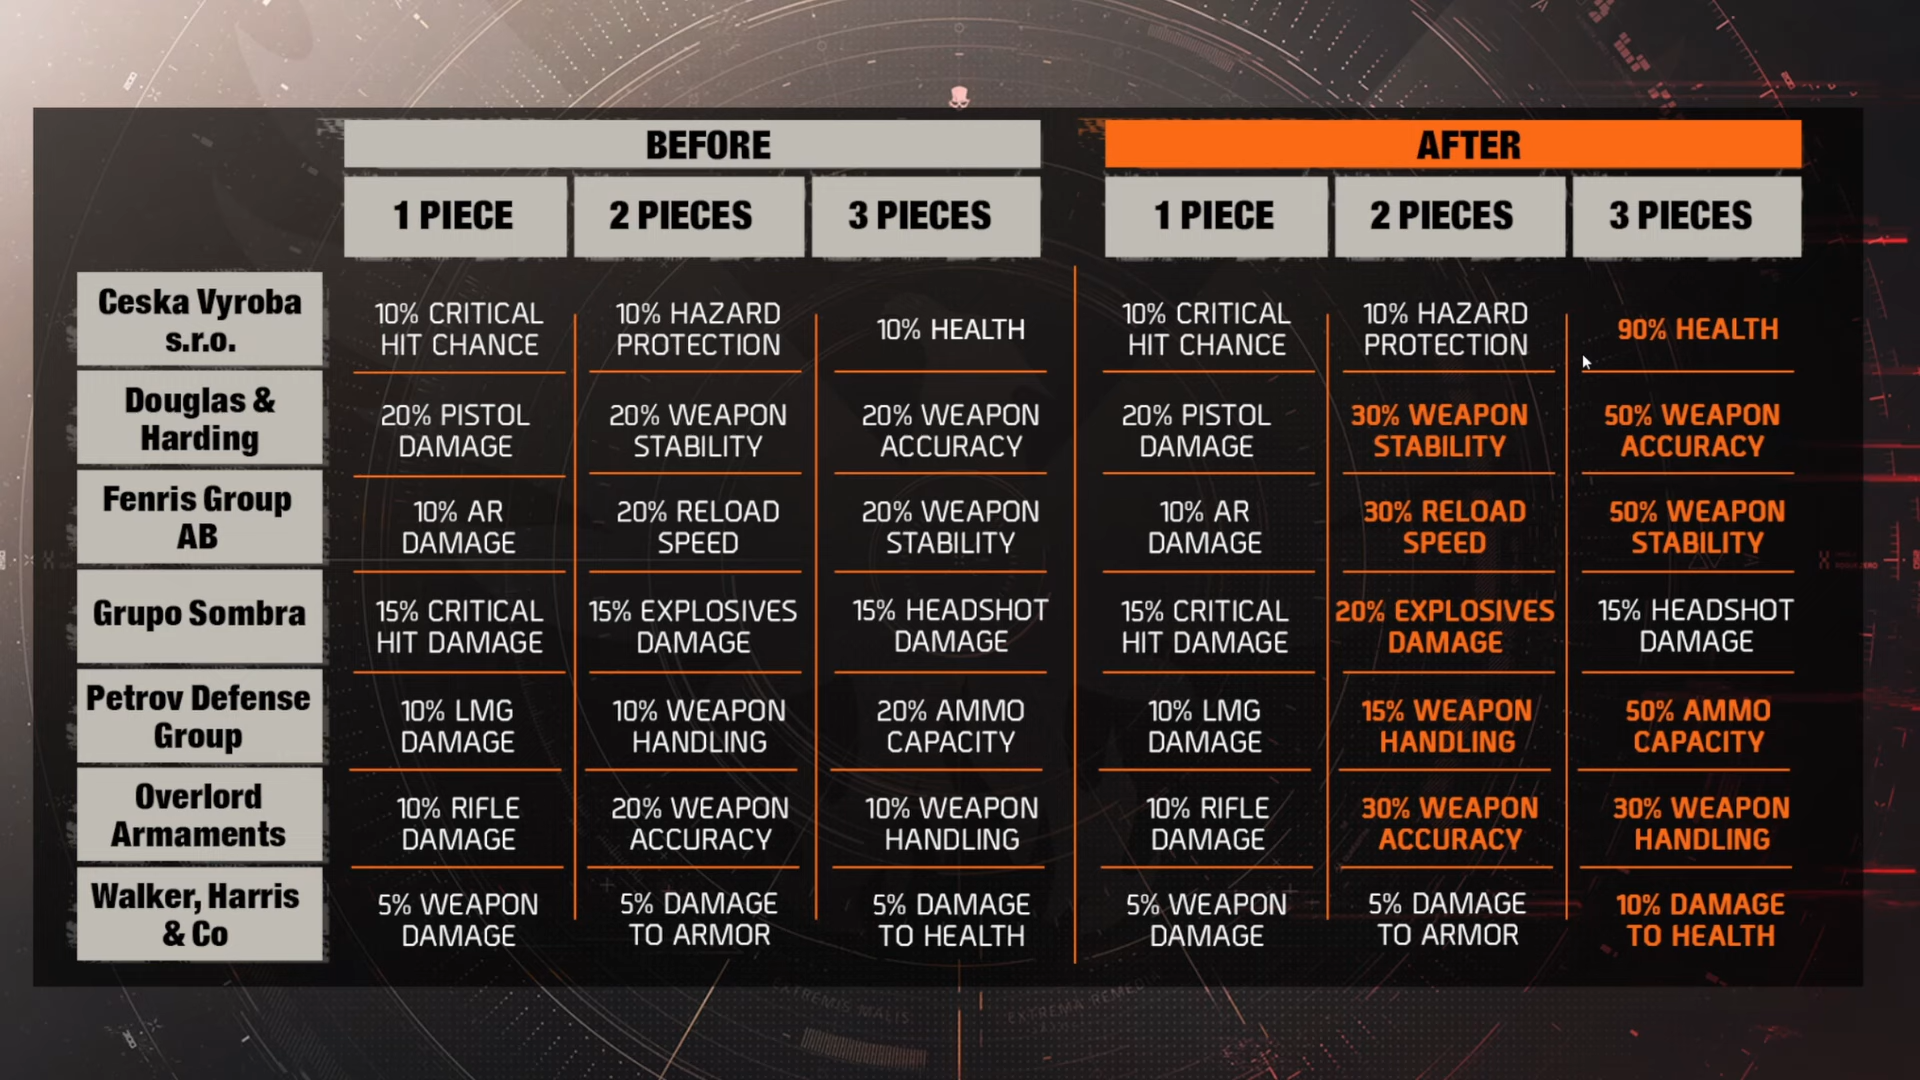 BEFORE
AFTER
1 PIECE
2 PIECES
3 PIECES
1 PIECE
2 PIECES
3 PIECES
Ceska Vyroba
s.r.o.
10% CRITICAL
HIT CHANCE
10% HAZARD
PROTECTION
10% HEALTH
10% CRITICAL
HIT CHANCE
10% HAZARD
PROTECTION
90% HEALTH
Douglas &
Harding
20% PISTOL
DAMAGE
20% WEAPON
STABILITY
20% WEAPON
ACCURACY
20% PISTOL
DAMAGE
30% WEAPON
STABILITY
50% WEAPON
ACCURACY
Fenris Group
AB
10% AR
DAMAGE
20% RELOAD
SPEED
20% WEAPON
STABILITY
10% AR
DAMAGE
30% RELOAD
SPEED
50% WEAPON
STABILITY
Grupo Sombra
15% CRITICAL
HIT DAMAGE
15% EXPLOSIVES
DAMAGE
15% HEADSHOT
DAMAGE
15% CRITICAL
HIT DAMAGE
20% EXPLOSIVES
DAMAGE
15% HEADSHOT
DAMAGE
Petrov Defense
Group
10% LMG
DAMAGE
10% WEAPON
HANDLING
20% AMMO
CAPACITY
10% LMG
DAMAGE
15% WEAPON
HANDLING
50% AMMO
CAPACITY
Overlord
Armaments
10% RIFLE
DAMAGE
20% WEAPON
ACCURACY
10% WEAPON
HANDLING
10% RIFLE
DAMAGE
30% WEAPON
ACCURACY
30% WEAPON
HANDLING
Walker, Harris
& Co
5% WEAPON
DAMAGE
5% DAMAGE
TO ARMOR
5% DAMAGE
TO HEALTH
5% WEAPON
DAMAGE
5% DAMAGE
TO ARMOR
10% DAMAGE
TO HEALTH
EXTREMIS MALIS